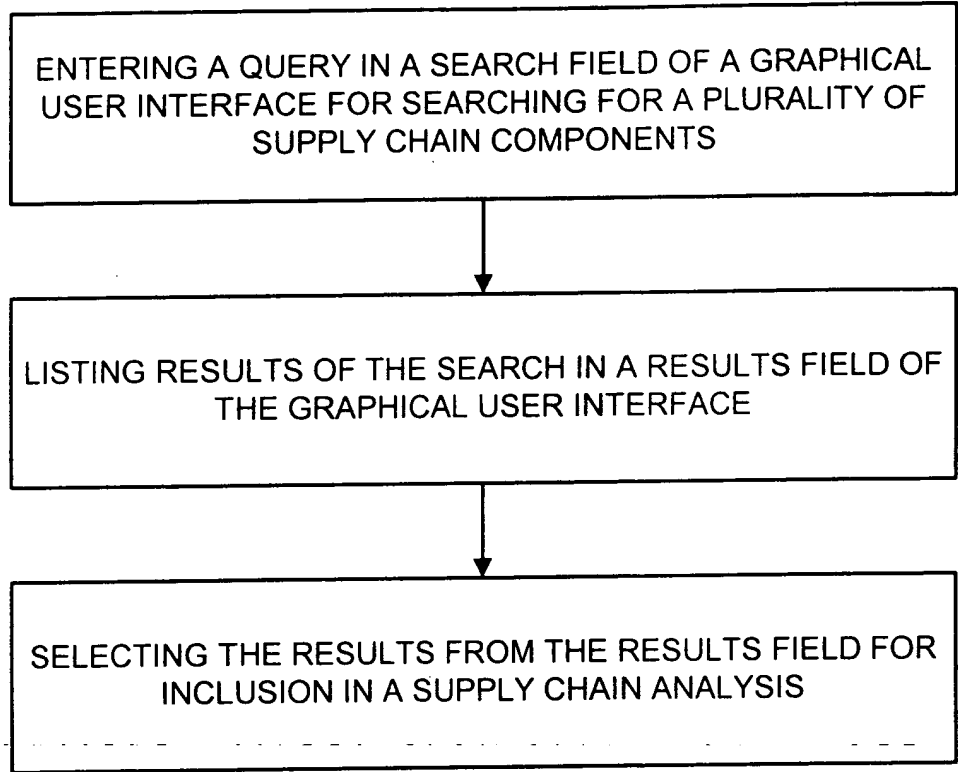 ENTERING A QUERY IN A SEARCH FIELD OF A GRAPHICAL
USER INTERFACE FOR SEARCHING FOR A PLURALITY OF
SUPPLY CHAIN COMPONENTS
LISTING RESULTS OF THE SEARCH IN A RESULTS FIELD OF
THE GRAPHICAL USER INTERFACE
SELECTING THE RESULTS FROM THE RESULTS FIELD FOR
INCLUSION IN A SUPPLY CHAIN ANALYSIS